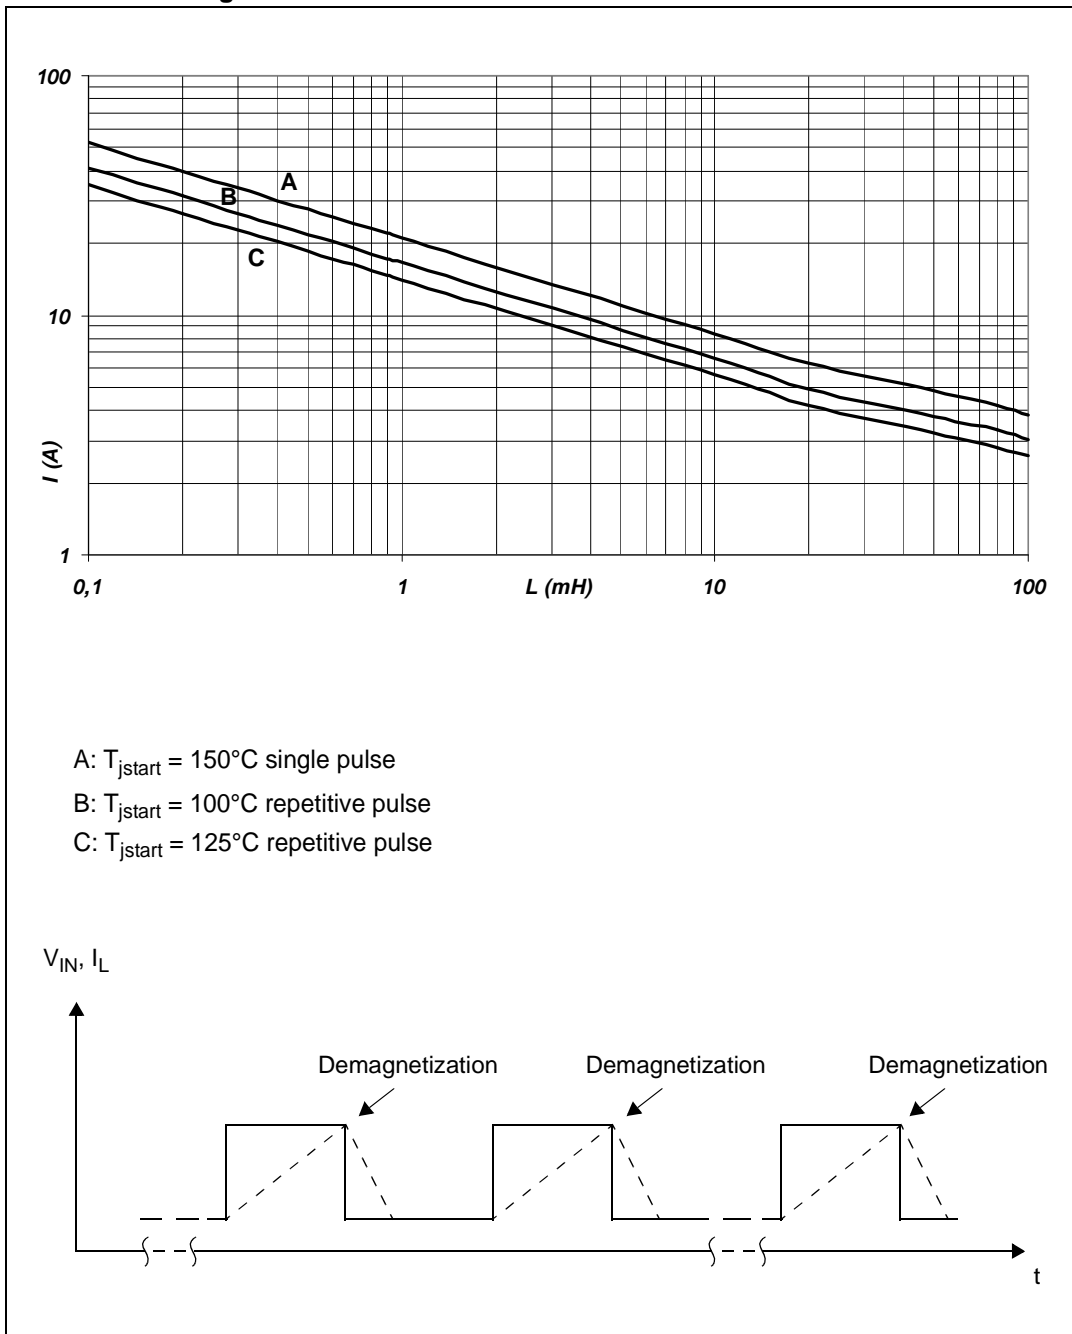 100
A
B
C
10
I (A)
1
0,1
1
L (mH)
10
100
A: Tjstart = 150°C single pulse
B: Tjstart = 100°C repetitive pulse
C: Tjstart = 125°C repetitive pulse
VIN, IL
Demagnetization
Demagnetization
Demagnetization
t